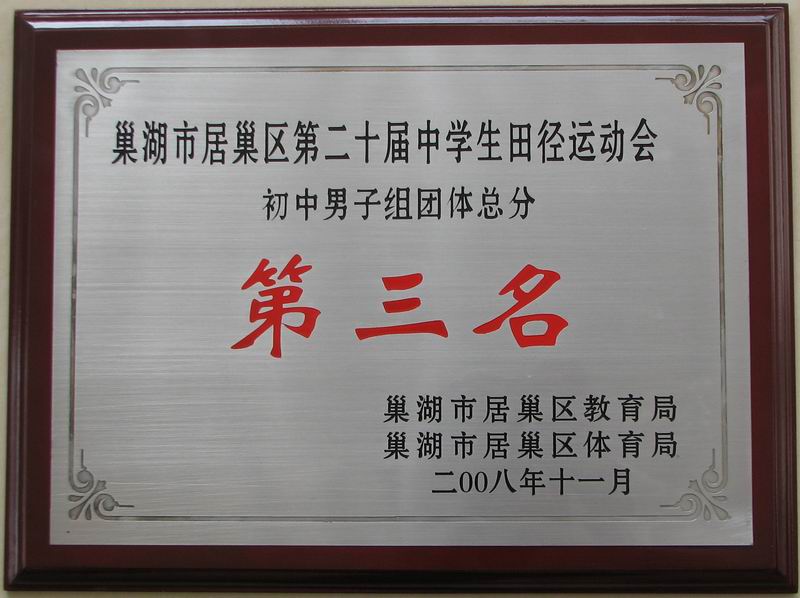 巢湖市居巢区第二十届中学生田径运动会
初中男子组团体总分
第三名
巢湖市居巢区教育局
巢湖市居巢区体育局
二00八年十一月